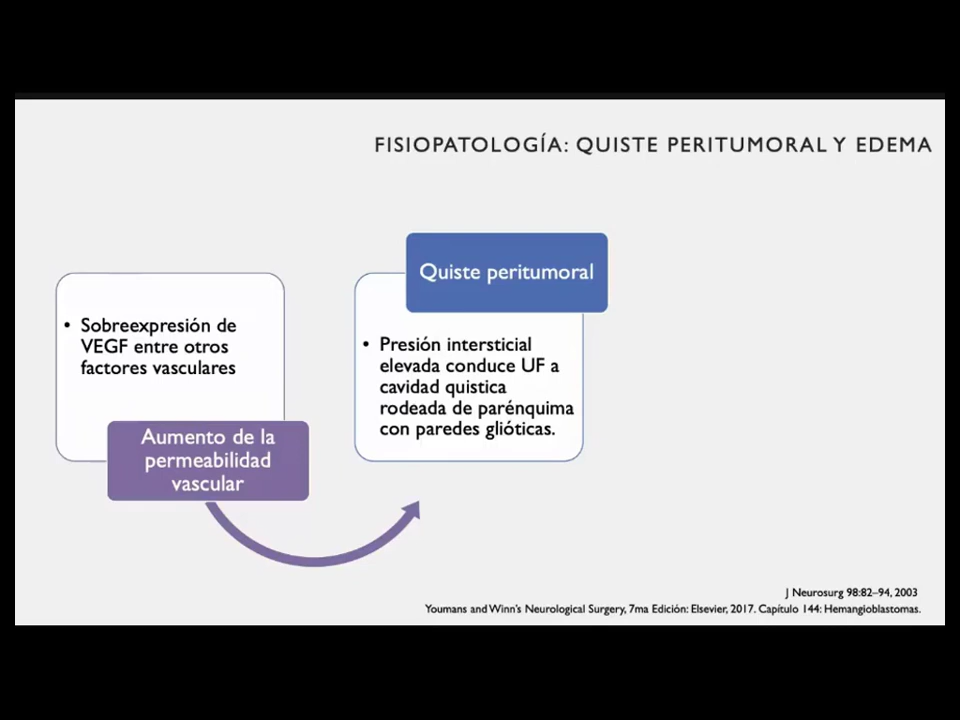 FISIOPATOLOGÍA: QUISTE PERITUMORAL Y EDEMA
• Sobreexpresión de
VEGF entre otros
factores vasculares
Aumento de la
permeabilidad
vascular
Quiste peritumoral
• Presión intersticial
elevada conduce UF a
cavidad quistica
rodeada de parénquima
con paredes glióticas.
J Neurosurg 98:82–94, 2003
Youmans and Winn's Neurological Surgery, 7ma Edición: Elsevier, 2017. Capítulo 144: Hemangioblastomas.